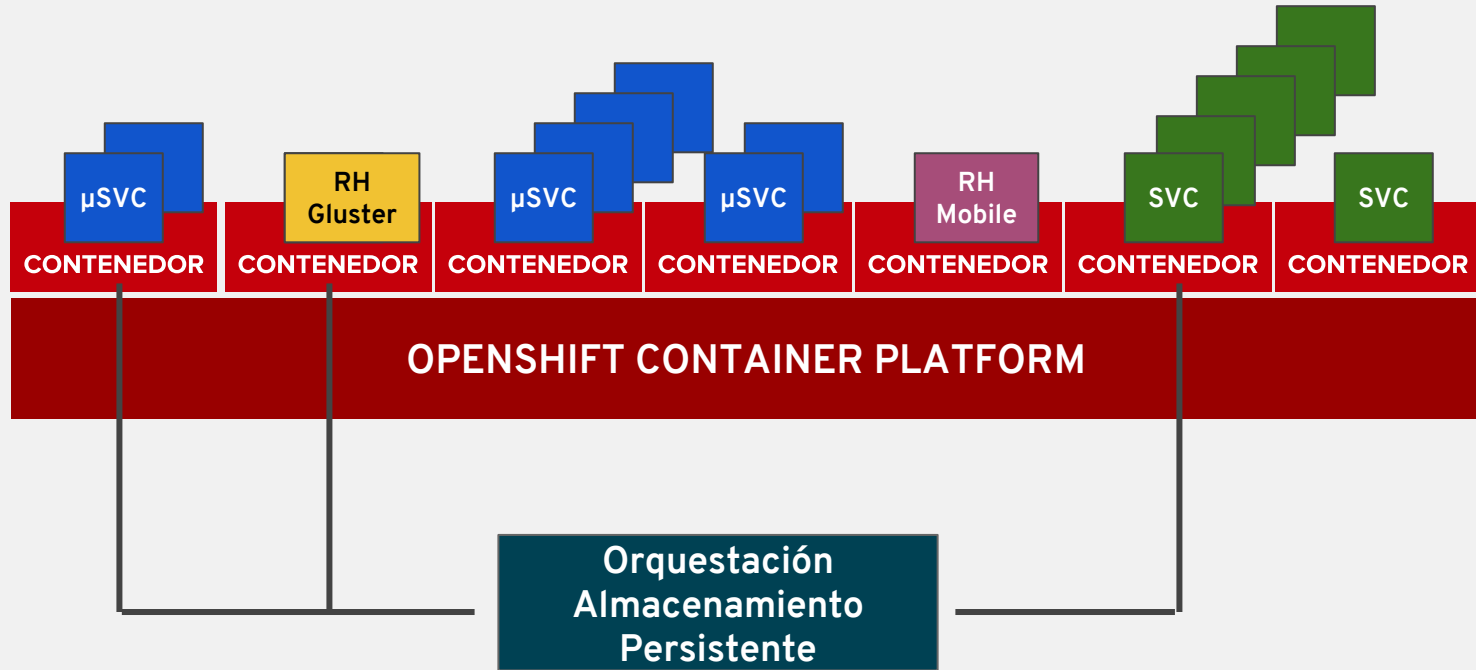 µSVC
RH
Gluster
µSVC
µSVC
RH
Mobile
SVC
SVC
CONTENEDOR
CONTENEDOR
CONTENEDOR
CONTENEDOR
CONTENEDOR
CONTENEDOR
CONTENEDOR
OPENSHIFT CONTAINER PLATFORM
Orquestación
Almacenamiento
Persistente